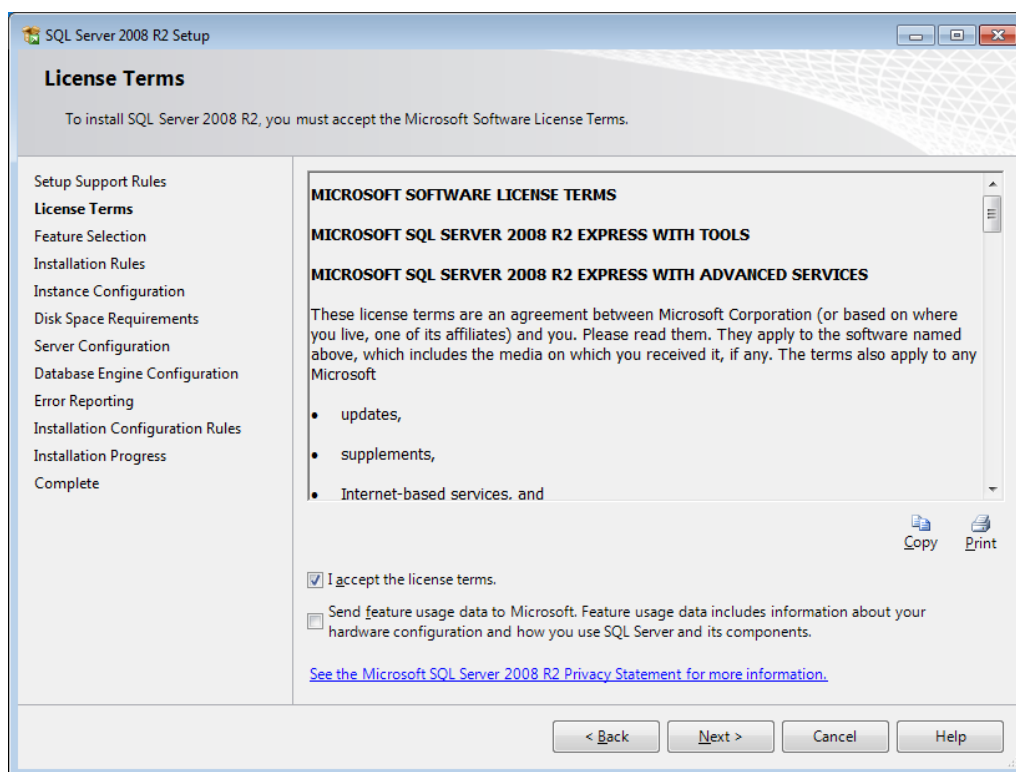 SQL Server 2008 R2 Setup
License Terms
To install SQL Server 2008 R2, you must accept the Microsoft Software License Terms.
Setup Support Rules
License Terms
Feature Selection
Installation Rules
Instance Configuration
Disk Space Requirements
Server Configuration
Database Engine Configuration
Error Reporting
Installation Configuration Rules
Installation Progress
Complete
MICROSOFT SOFTWARE LICENSE TERMS
MICROSOFT SQL SERVER 2008 R2 EXPRESS WITH TOOLS
MICROSOFT SQL SERVER 2008 R2 EXPRESS WITH ADVANCED SERVICES
These license terms are an agreement between Microsoft Corporation (or based on where
you live, one of its affiliates) and you. Please read them. They apply to the software named
above, which includes the media on which you received it, if any. The terms also apply to any
Microsoft
• updates,
• supplements,
• Internet-based services, and
Copy Print
I accept the license terms.
Send feature usage data to Microsoft. Feature usage data includes information about your
hardware configuration and how you use SQL Server and its components.
See the Microsoft SQL Server 2008 R2 Privacy Statement for more information.
< Back Next > Cancel Help